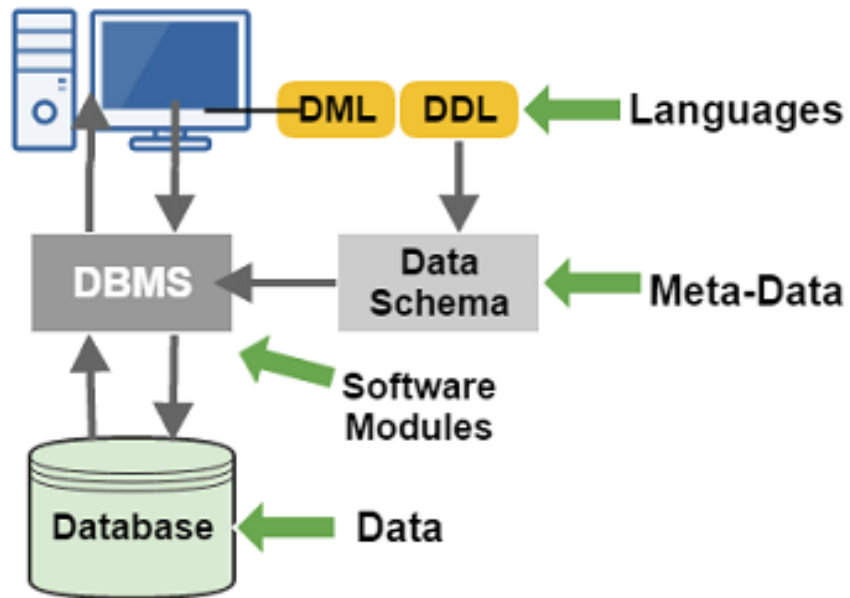 DML
DDL
Languages
DBMS
Data
Schema
Meta-Data
Software
Modules
Database
Data